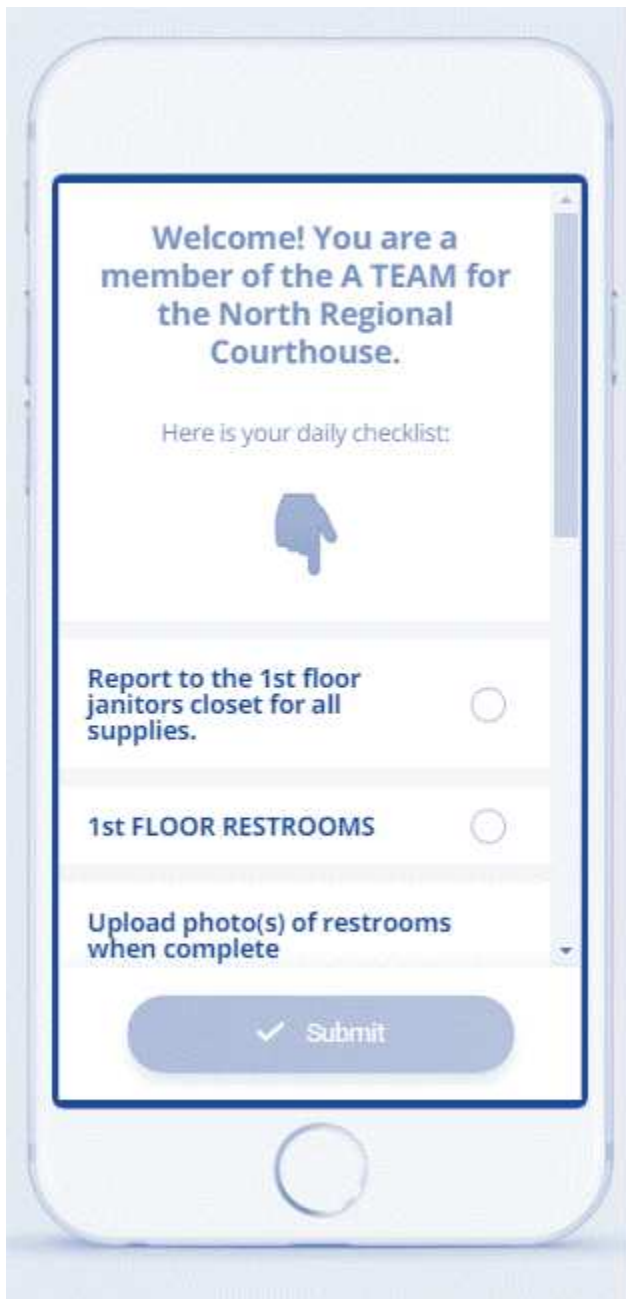 Welcome! You are a
member of the A TEAM for
the North Regional
Courthouse.
Here is your daily checklist:
Report to the 1st floor
janitors closet for all
supplies.
1st FLOOR RESTROOMS
Upload photo(s) of restrooms
when complete
Submit